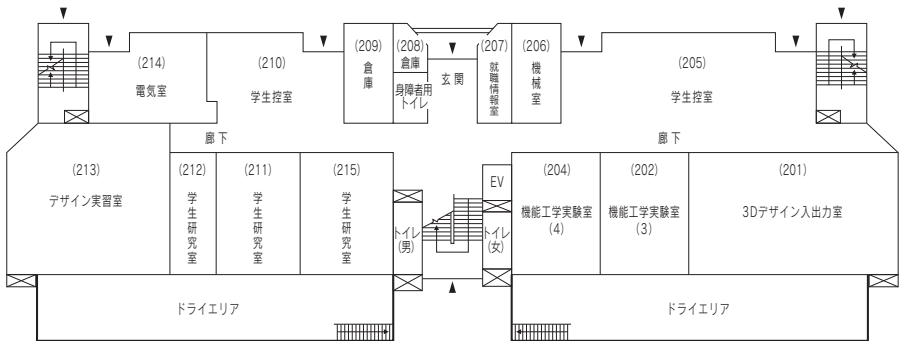 (214)
電気室
(210)
学生控室
(209)
倉庫
(208)
倉庫
身障者用
トイレ
玄関
(207)
就職情報室
(206)
機械室
(205)
学生控室
廊下
廊下
(213)
デザイン実習室
(212)
学生研究室
(211)
学生研究室
(215)
学生研究室
トイレ
(男)
EV
トイレ
(女)
(204)
機能工学実験室
(4)
(202)
機能工学実験室
(3)
(201)
3Dデザイン入出力室
ドライエリア
ドライエリア